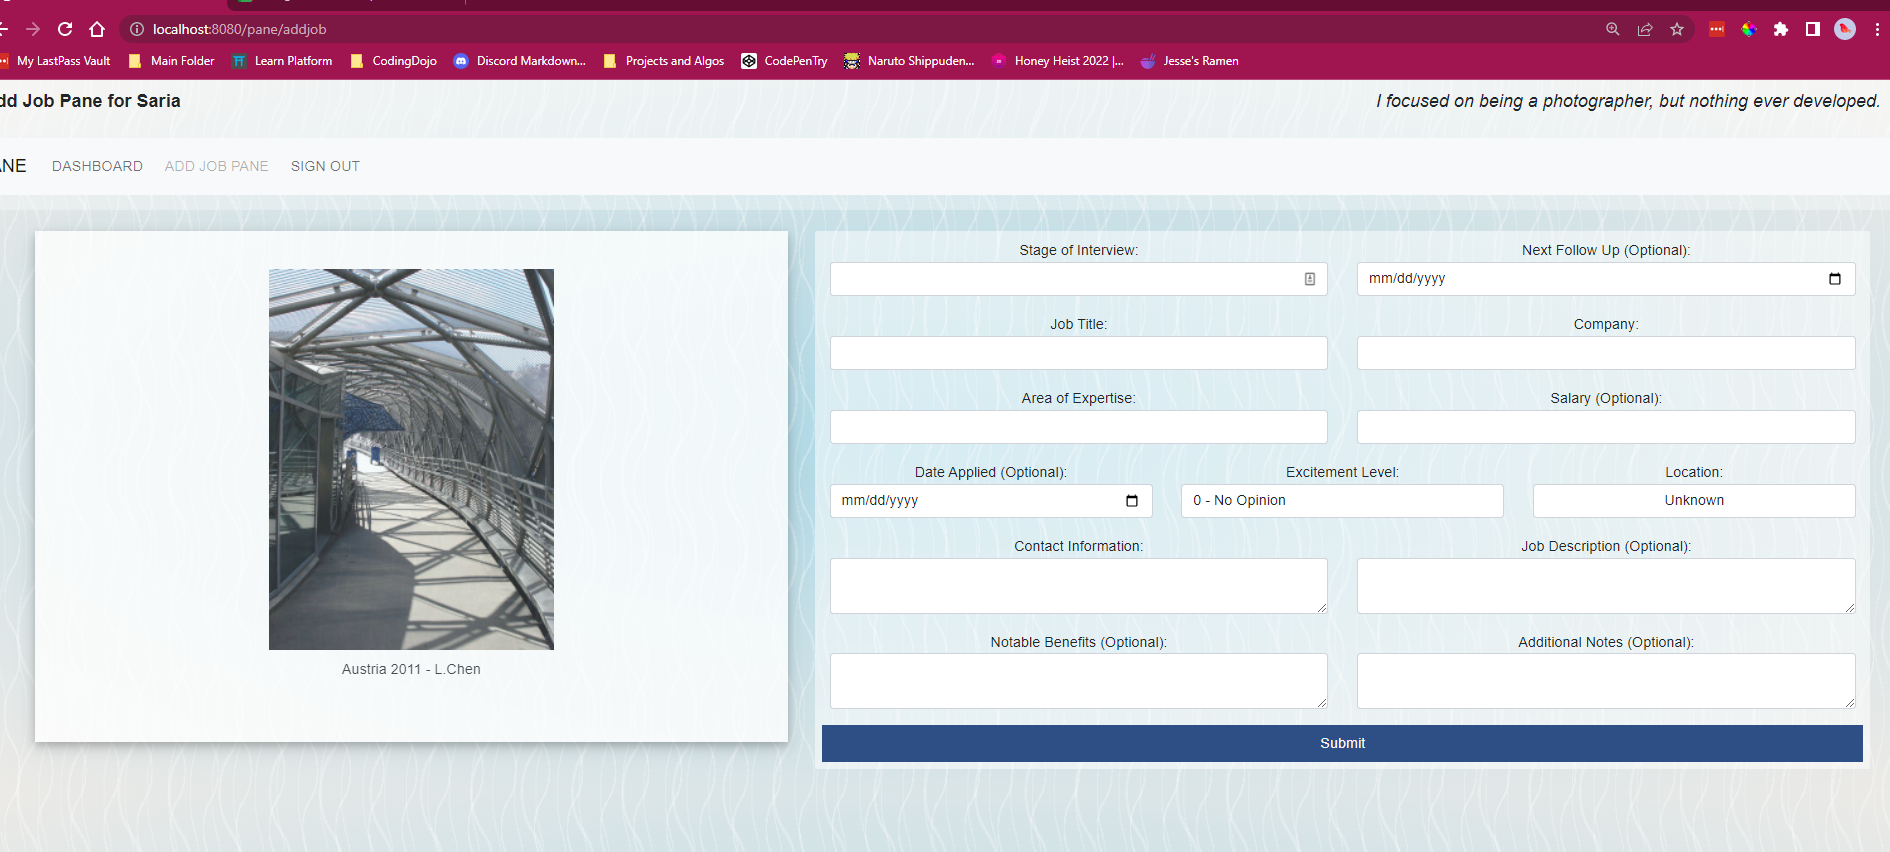 localhost:8080/pane/addjob
My LastPass Vault
Main Folder
Learn Platform
CodingDojo
Discord Markdown...
Projects and Algos
CodePenTry
Naruto Shippuden...
Honey Heist 2022 |...
Jesse's Ramen
dd Job Pane for Saria
I focused on being a photographer, but nothing ever developed.
ANE
DASHBOARD
ADD JOB PANE
SIGN OUT
Austria 2011 - L.Chen
Stage of Interview:
Next Follow Up (Optional):
mm/dd/yyyy
Job Title:
Company:
Area of Expertise:
Salary (Optional):
Date Applied (Optional):
Excitement Level:
Location:
mm/dd/yyyy
0 - No Opinion
Unknown
Contact Information:
Job Description (Optional):
Notable Benefits (Optional):
Additional Notes (Optional):
Submit